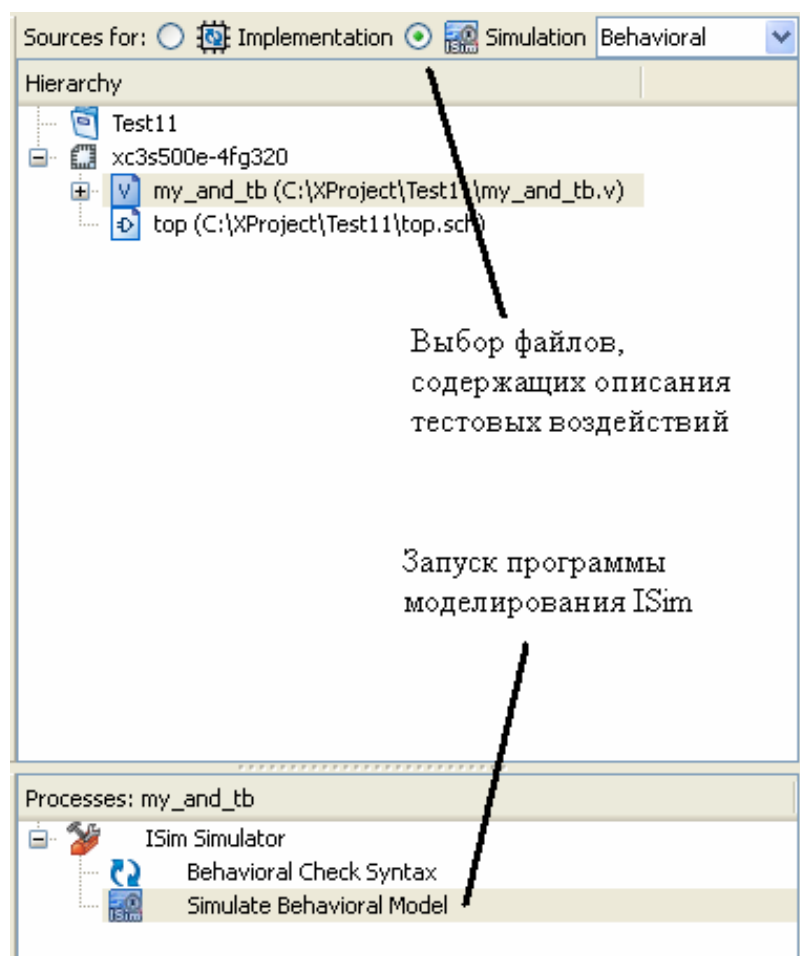 Sources for: Implementation Simulation Behavioral
Hierarchy
Test11
xc3s500e-4fg320
my_and_tb (C:\XProject\Test11\my_and_tb.v)
top (C:\XProject\Test11\top.sch)
Выбор файлов,
содержащих описания
тестовых воздействий
Запуск программы
моделирования ISim
Processes: my_and_tb
ISim Simulator
Behavioral Check Syntax
Simulate Behavioral Model